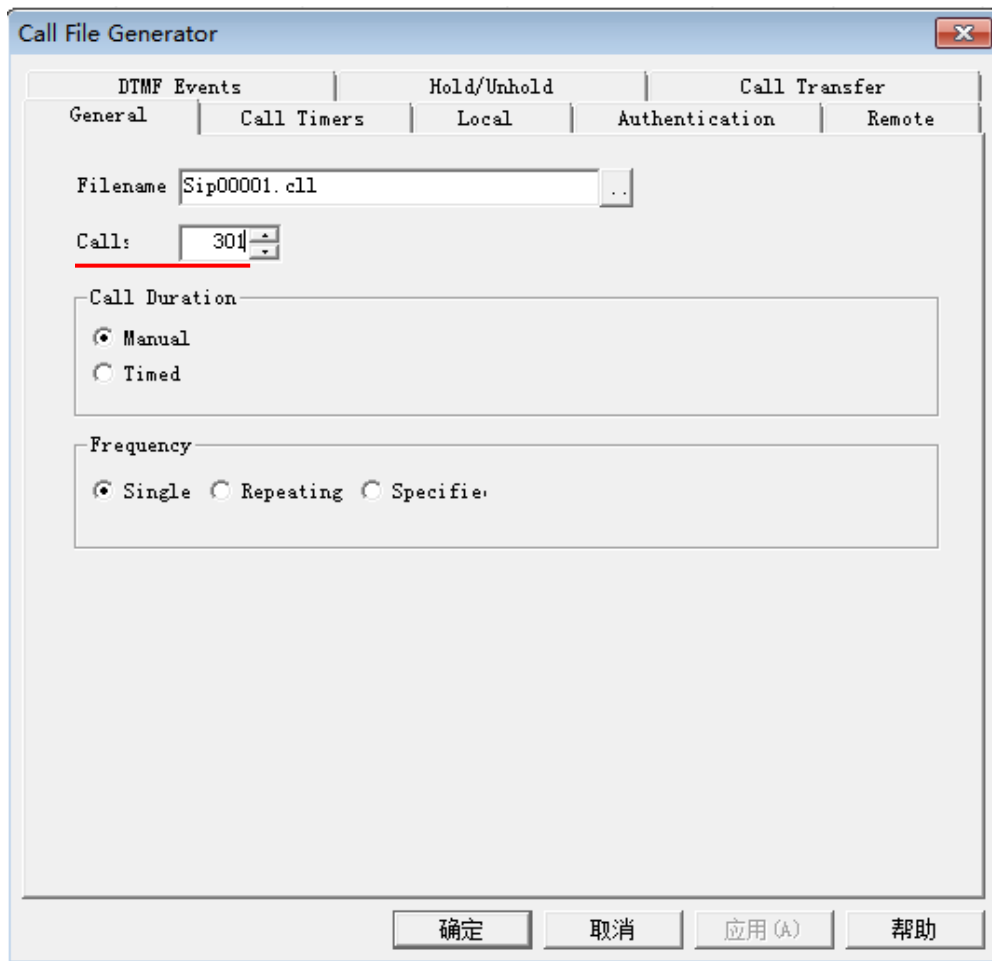 Call File Generator
DTMF Events Hold/Unhold Call Transfer
General Call Timers Local Authentication Remote
Filename Sip00001.cll ..
Calls 301
Call Duration
Manual
Timed
Frequency
Single Repeating Specifie
确定 取消 应用(A) 帮助